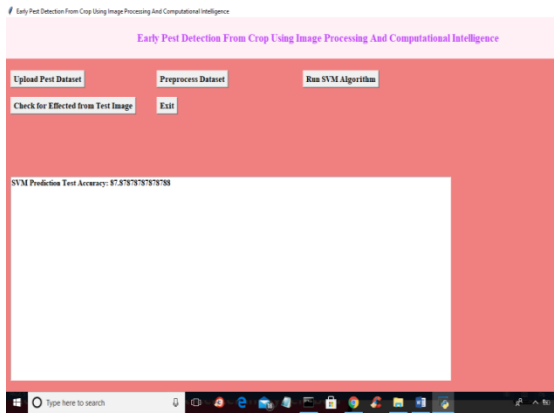 Early Pest Detection From Crop Using Image Processing And Computational Intelligence
Early Pest Detection From Crop Using Image Processing And Computational Intelligence
Upload Pest Dataset
Preprocess Dataset
Run SVM Algorithm
Check for Effected from Test Image
Exit
SVM Prediction Test Accuracy: 87.87878787878788
Type here to search